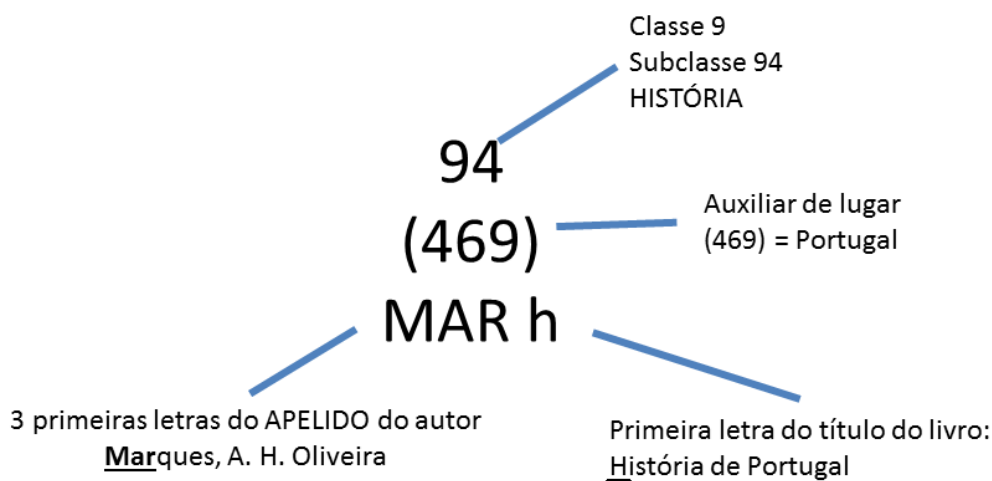 Classe 9
Subclasse 94
HISTÓRIA
94
(469)
Auxiliar de lugar
(469) = Portugal
MAR h
3 primeiras letras do APELIDO do autor
Marques, A. H. Oliveira
Primeira letra do título do livro:
História de Portugal